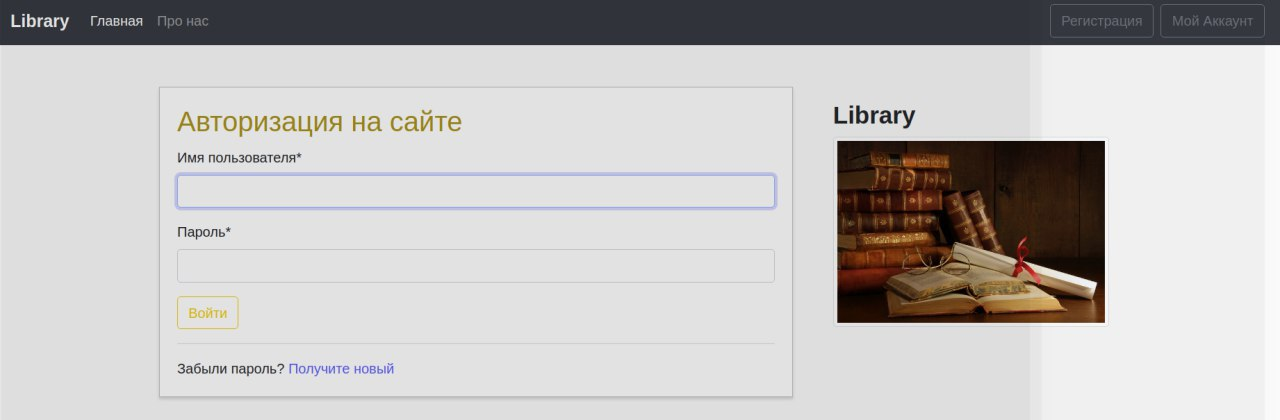 Library Главная Про нас Регистрация Мой Аккаунт
Авторизация на сайте
Имя пользователя*
Пароль*
Войти
Забыли пароль? Получите новый
Library